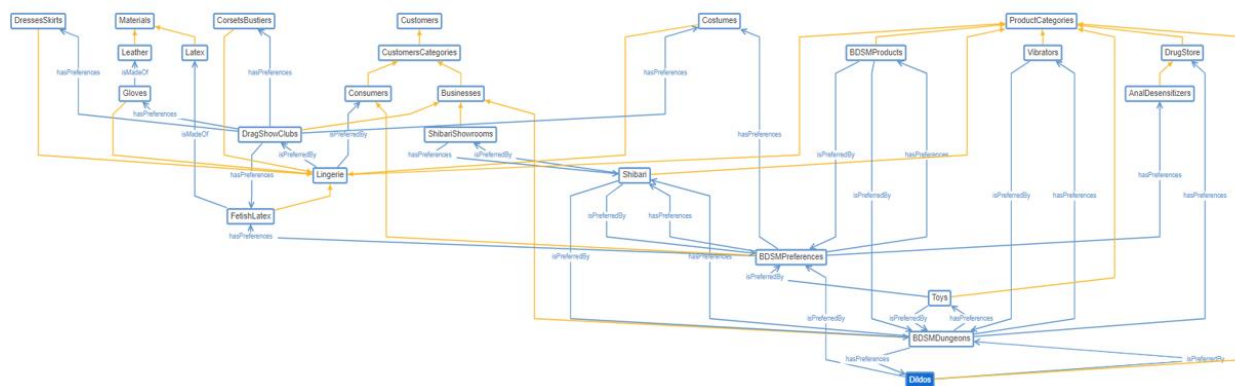 DressesSkirts
Materials
CorsetsBustiers
Customers
Costumes
ProductCategories
Leather
Latex
CustomersCategories
BDSMProducts
Vibrators
DrugStore
hasPreferences
hasPreferences
isMadeOf
hasPreferences
Gloves
Consumers
Businesses
AnalDesensitizers
hasPreferences
isMadeOf
DragShowClubs
isPreferredBy
ShibariShowrooms
hasPreferences
isPreferredBy
hasPreferences
isPreferredBy
hasPreferences
Lingerie
Shibari
hasPreferences
isPreferredBy
hasPreferences
isPreferredBy
hasPreferences
FetishLatex
isPreferredBy
hasPreferences
hasPreferences
isPreferredBy
hasPreferences
BDSMPreferences
isPreferredBy
Toys
isPreferredBy
isPreferredBy
hasPreferences
BDSMDungeons
hasPreferences
isPreferredBy
Dildos